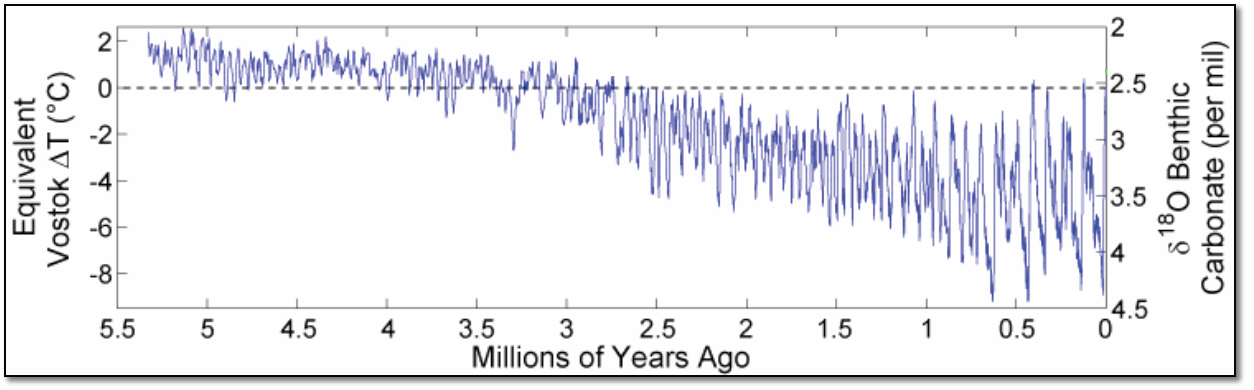 Equivalent
Vostok ΔT (°C)
2
0
-2
-4
-6
-8
5.5 5 4.5 4 3.5 3 2.5 2 1.5 1 0.5 0
Millions of Years Ago
2
2.5
3
3.5
4
4.5
δ 18O Benthic
Carbonate (per mil)